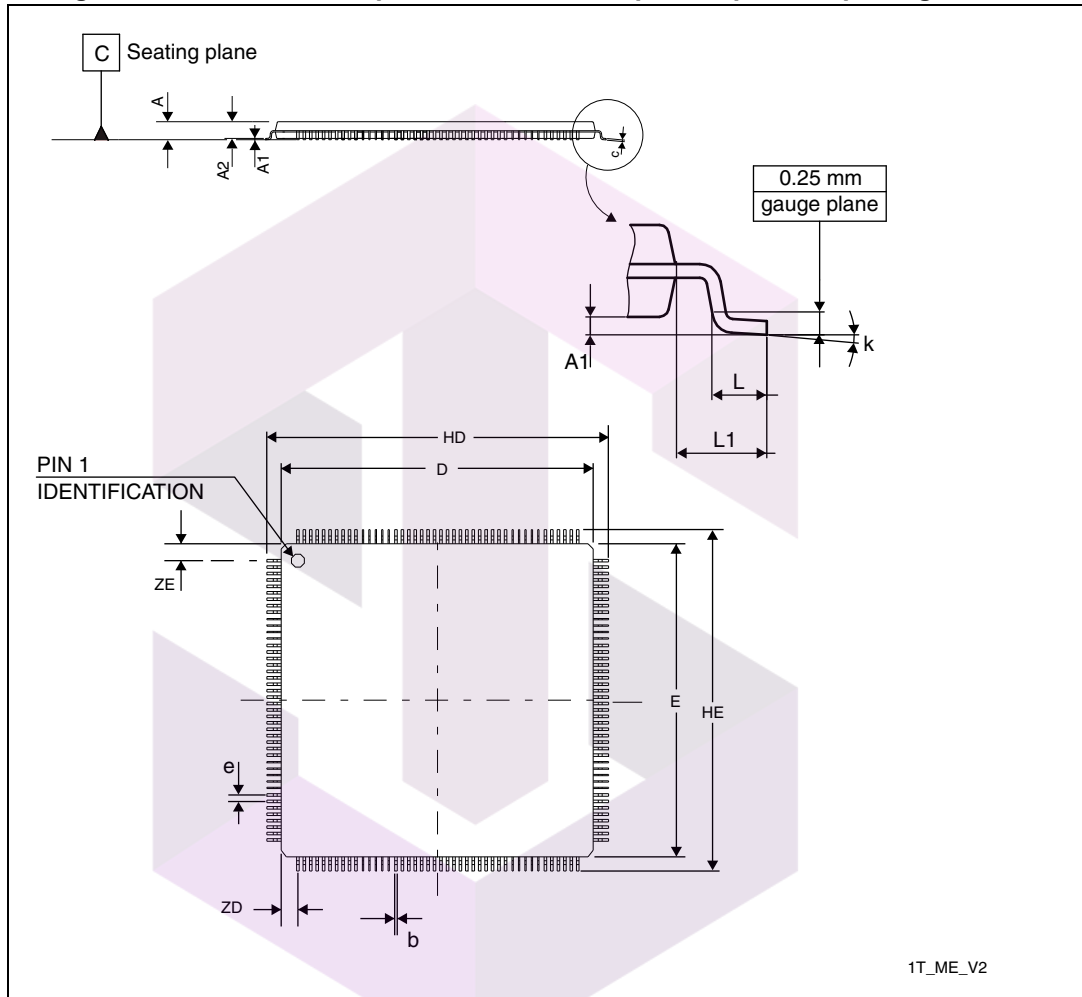 C Seating plane
A
A2
A1
c
0.25 mm
gauge plane
A1
k
L
L1
HD
D
PIN 1
IDENTIFICATION
ZE
E
HE
e
ZD
b
1T_ME_V2